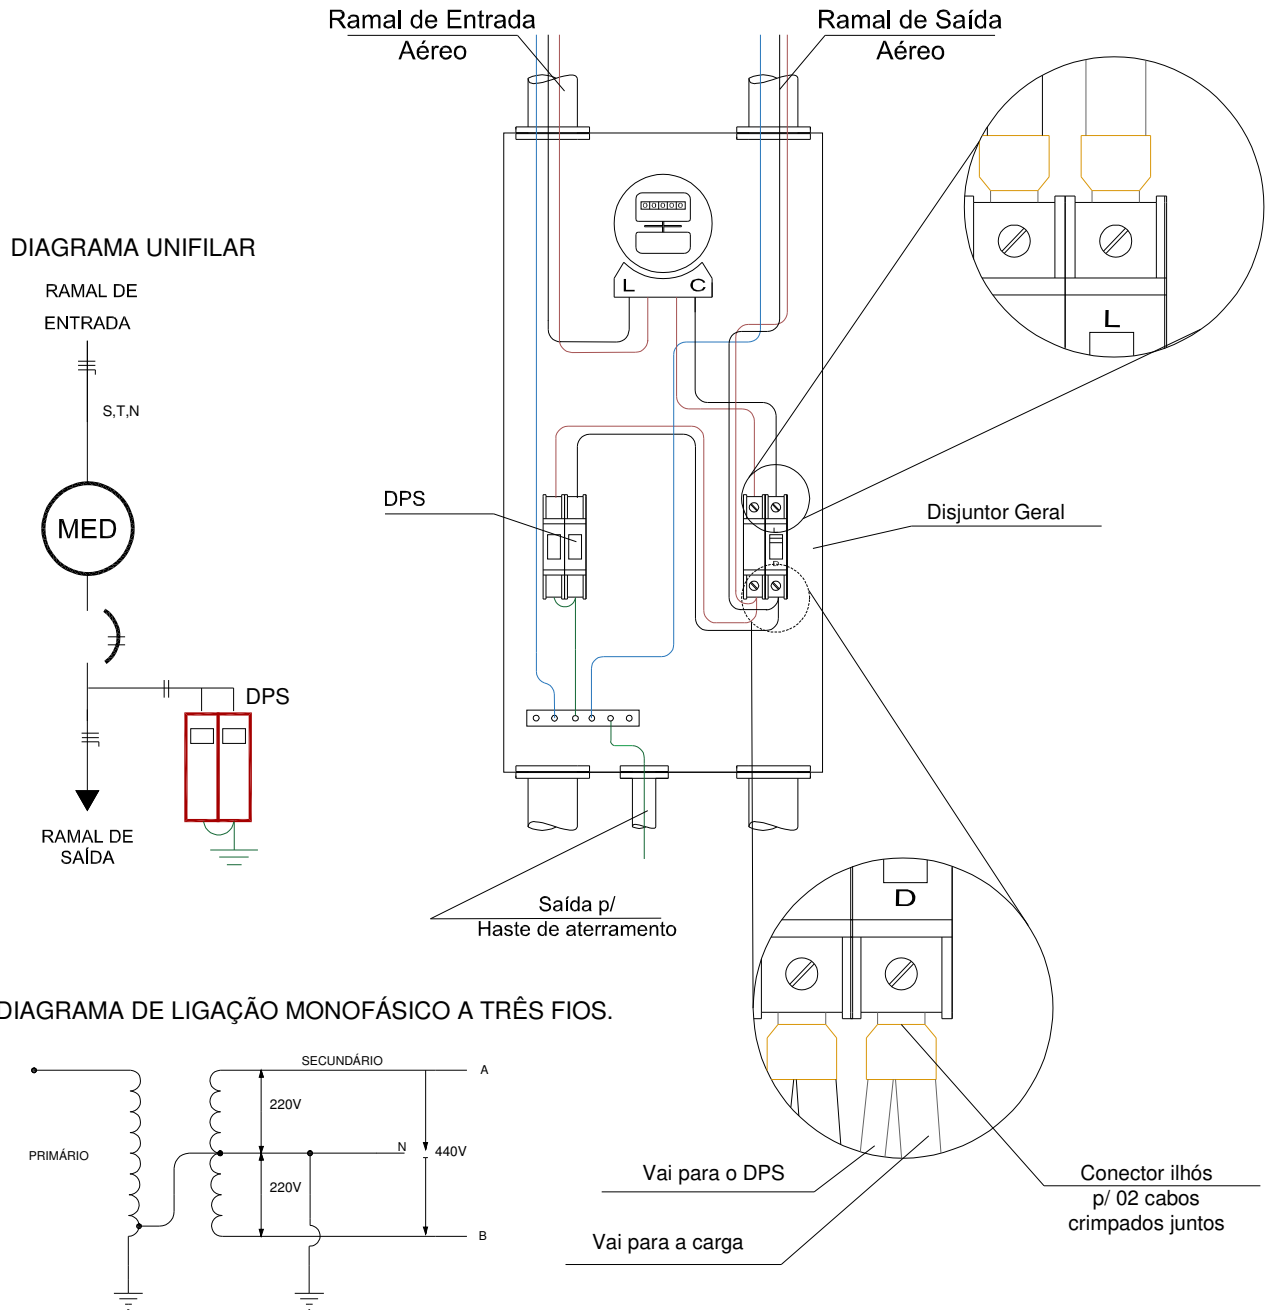 Ramal de Entrada
Aéreo
Ramal de Saída
Aéreo
DIAGRAMA UNIFILAR
RAMAL DE
ENTRADA
S,T,N
MED
DPS
RAMAL DE
SAÍDA
00000
L C
L
DPS
Disjuntor Geral
L
D
Saída p/
Haste de aterramento
D
Vai para o DPS
Vai para a carga
Conector ilhós
p/ 02 cabos
crimpados juntos
DIAGRAMA DE LIGAÇÃO MONOFÁSICO A TRÊS FIOS.
SECUNDÁRIO
A
220V
PRIMÁRIO
N
440V
220V
B